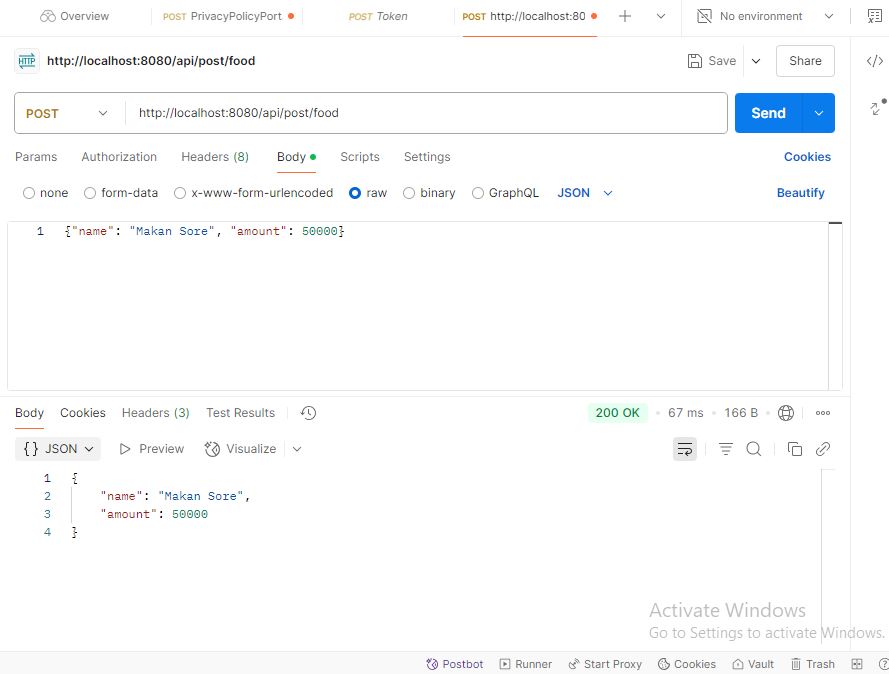 Overview POST PrivacyPolicyPort POST Token POST http://localhost:80 No environment
HTTP http://localhost:8080/api/post/food Save Share
POST http://localhost:8080/api/post/food Send
Params Authorization Headers (8) Body Scripts Settings Cookies
none form-data x-www-form-urlencoded raw binary GraphQL JSON Beautify
1 {"name": "Makan Sore", "amount": 50000}
Body Cookies Headers (3) Test Results 200 OK 67 ms 166 B
{} JSON Preview Visualize
1 {
2 "name": "Makan Sore",
3 "amount": 50000
4 }
Activate Windows
Go to Settings to activate Windows.
Postbot Runner Start Proxy Cookies Vault Trash